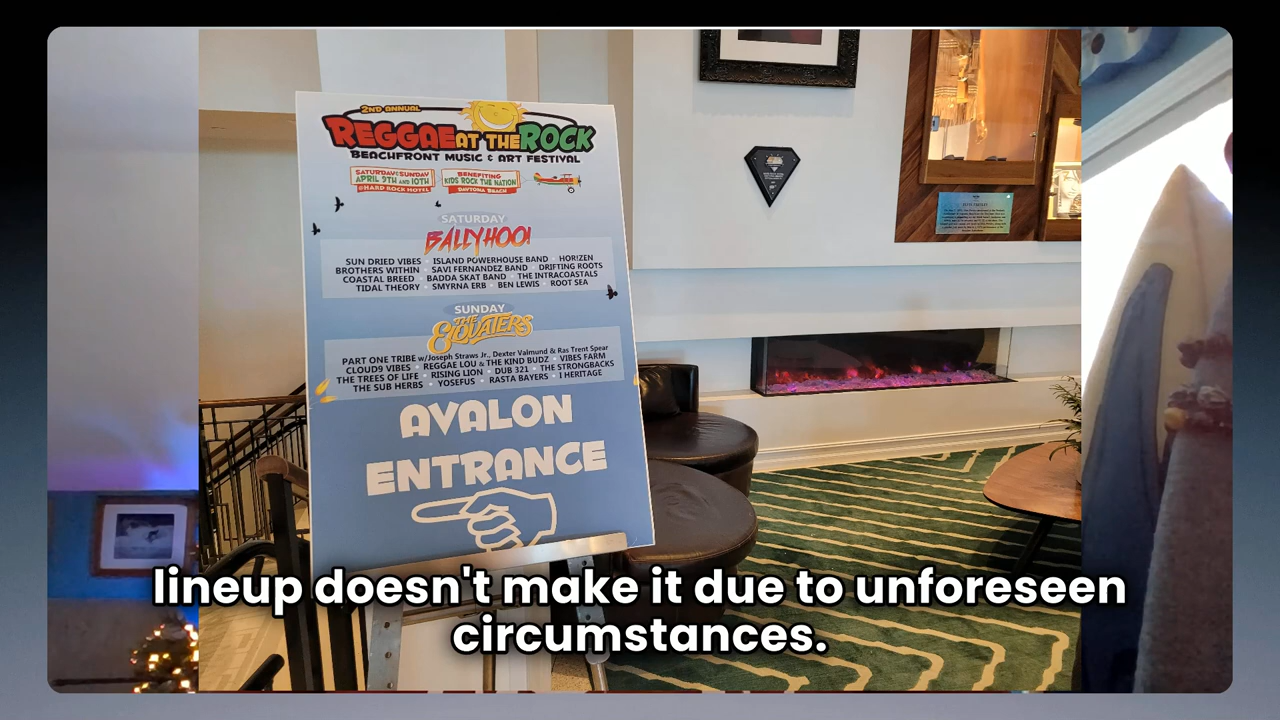 2ND ANNUAL
REGGAE AT THE ROCK
BEACHFRONT MUSIC & ART FESTIVAL
SATURDAY & SUNDAY
APRIL 9TH AND 10TH
@HARD ROCK HOTEL
BENEFITING
KIDS ROCK THE NATION
DAYTONA BEACH
SATURDAY
BALLYHOO!
SUN DRIED VIBES ISLAND POWERHOUSE BAND HOR!ZEN
BROTHERS WITHIN SAVI FERNANDEZ BAND DRIFTING ROOTS
COASTAL BREED BADDA SKAT BAND THE INTRACOASTALS
TIDAL THEORY SMYRNA ERB BEN LEWIS ROOT SEA
SUNDAY
THE ELOVATERS
PART ONE TRIBE w/Joseph Straws Jr., Dexter Valmund & Ras Trent Spear
CLOUD9 VIBES REGGAE LOU & THE KIND BUDZ VIBES FARM
THE TREES OF LIFE RISING LION DUB 321 THE STRONGBACKS
THE SUB HERBS YOSEFUS RASTA BAYERS I HERITAGE
AVALON
ENTRANCE
lineup doesn't make it due to unforeseen
circumstances.